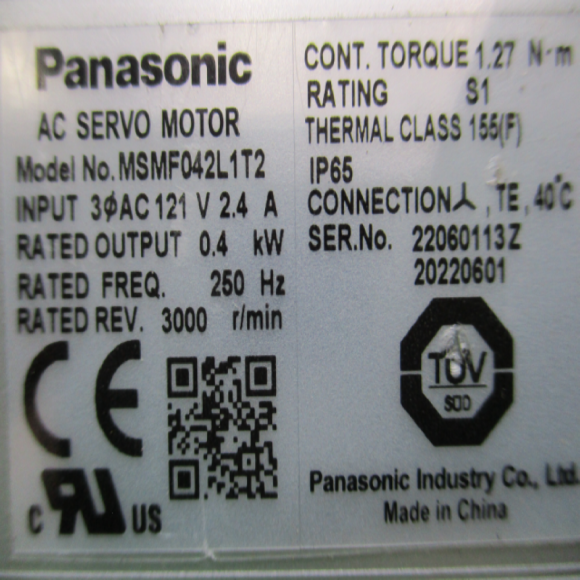 Panasonic
AC SERVO MOTOR
Model No. MSMF042L1T2
INPUT 3ϕAC 121 V 2.4 A
RATED OUTPUT 0.4 kW
RATED FREQ. 250 Hz
RATED REV. 3000 r/min
CE
C UR US
CONT. TORQUE 1.27 N·m
RATING S1
THERMAL CLASS 155(F)
IP65
CONNECTION⅄, TE, 40°C
SER.No. 22060113Z
20220601
TÜV
SÜD
Panasonic Industry Co., Ltd.
Made in China